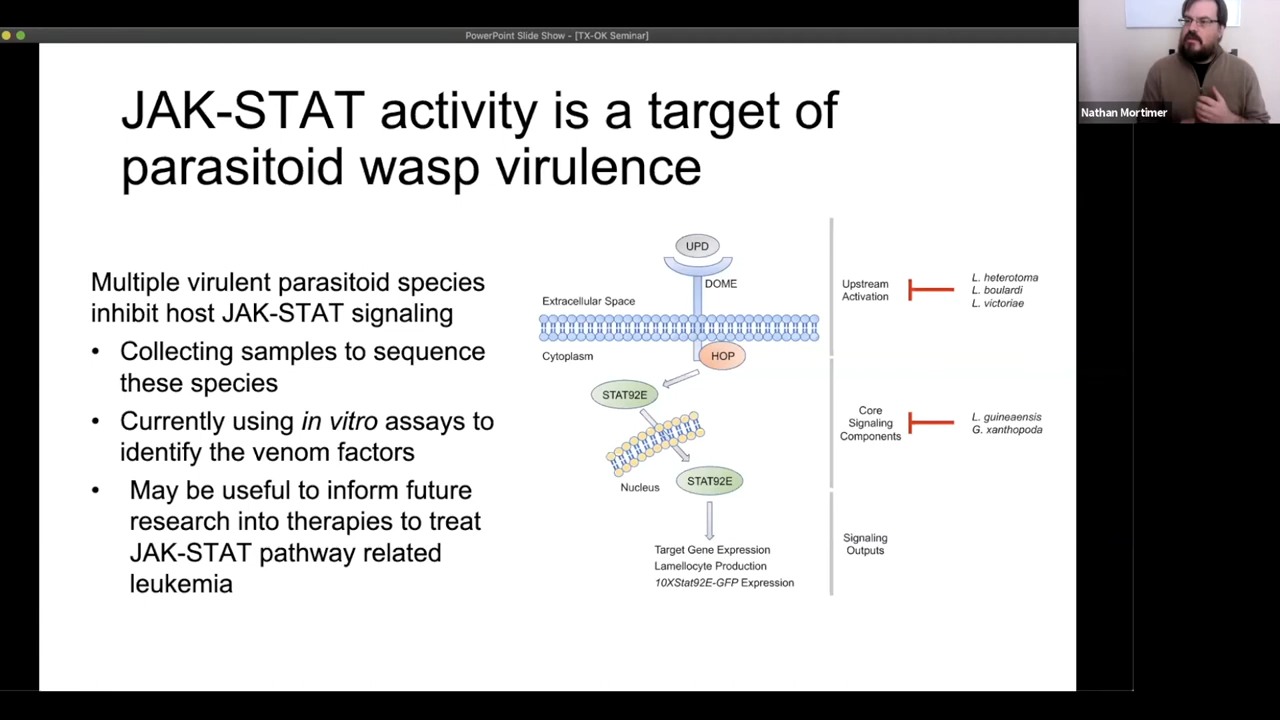 PowerPoint Slide Show - [TX-OK Seminar]
Nathan Mortimer
JAK-STAT activity is a target of
parasitoid wasp virulence
Multiple virulent parasitoid species
inhibit host JAK-STAT signaling
• Collecting samples to sequence
these species
• Currently using in vitro assays to
identify the venom factors
• May be useful to inform future
research into therapies to treat
JAK-STAT pathway related
leukemia
UPD
DOME
Extracellular Space
Cytoplasm
HOP
STAT92E
Nucleus
STAT92E
Target Gene Expression
Lamellocyte Production
10XStat92E-GFP Expression
Upstream
Activation
L. heterotoma
L. boulardi
L. victoriae
Core
Signaling
Components
L. guineaensis
G. xanthopoda
Signaling
Outputs